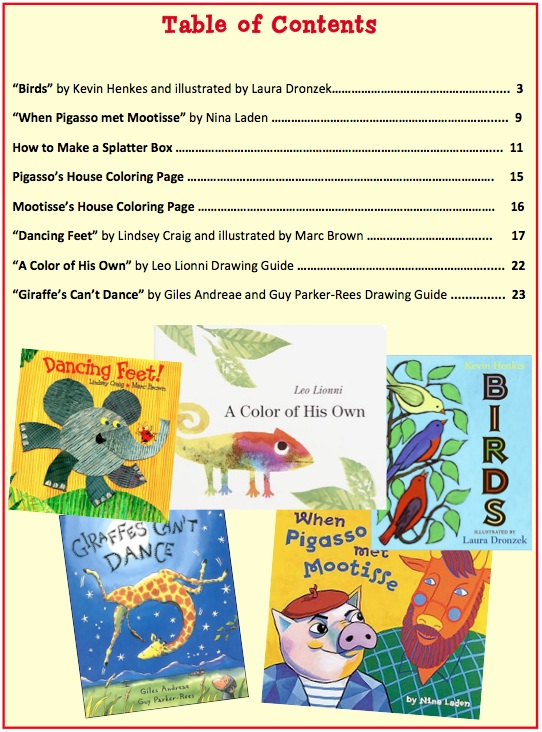 Table of Contents
“Birds” by Kevin Henkes and illustrated by Laura Dronzek…………………………………………...... 3
“When Pigasso met Mootisse” by Nina Laden ……………………………………………………….... 9
How to Make a Splatter Box ………………………………………………………………………………... 11
Pigasso’s House Coloring Page ……………………………………………………………………………. 15
Mootisse’s House Coloring Page …………………………………………………………………………. 16
“Dancing Feet” by Lindsey Craig and illustrated by Marc Brown ……………………………. 17
“A Color of His Own” by Leo Lionni Drawing Guide ………………………………………………... 22
“Giraffe’s Can’t Dance” by Giles Andreae and Guy Parker-Rees Drawing Guide .............. 23
Dancing Feet!
Lindsey Craig • Marc Brown
Leo Lionni
A Color of His Own
Kevin Henkes
BIRDS
ILLUSTRATED BY
Laura Dronzek
GIRAFFES CAN'T
DANCE
Giles Andreae
Guy Parker-Rees
When
Pigasso
met
Mootisse
by Nina Laden